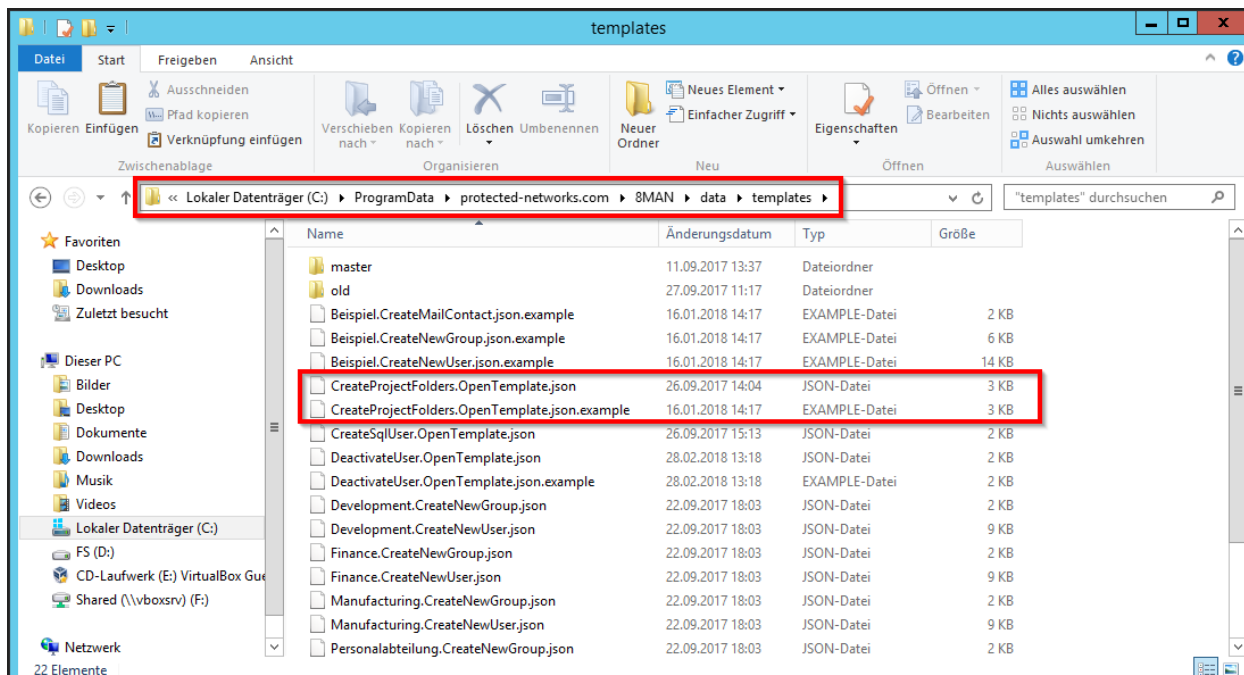 templates
Datei Start Freigeben Ansicht
Kopieren Einfügen
Ausschneiden
Pfad kopieren
Verknüpfung einfügen
Zwischenablage
Verschieben nach
Kopieren nach
Löschen Umbenennen
Organisieren
Neuer Ordner
Neues Element
Einfacher Zugriff
Neu
Eigenschaften
Öffnen
Bearbeiten
Öffnen
Alles auswählen
Nichts auswählen
Auswahl umkehren
Auswählen
« Lokaler Datenträger (C:) ProgramData protected-networks.com 8MAN data templates
"templates" durchsuchen
Favoriten
Desktop
Downloads
Zuletzt besucht
Dieser PC
Bilder
Desktop
Dokumente
Downloads
Musik
Videos
Lokaler Datenträger (C:)
FS (D:)
CD-Laufwerk (E:) VirtualBox Gue
Shared (\\vboxsrv) (F:)
Netzwerk
Name Änderungsdatum Typ Größe
master 11.09.2017 13:37 Dateiordner
old 27.09.2017 11:17 Dateiordner
Beispiel.CreateMailContact.json.example 16.01.2018 14:17 EXAMPLE-Datei 2 KB
Beispiel.CreateNewGroup.json.example 16.01.2018 14:17 EXAMPLE-Datei 6 KB
Beispiel.CreateNewUser.json.example 16.01.2018 14:17 EXAMPLE-Datei 14 KB
CreateProjectFolders.OpenTemplate.json 26.09.2017 14:04 JSON-Datei 3 KB
CreateProjectFolders.OpenTemplate.json.example 16.01.2018 14:17 EXAMPLE-Datei 3 KB
CreateSqlUser.OpenTemplate.json 26.09.2017 15:13 JSON-Datei 2 KB
DeactivateUser.OpenTemplate.json 28.02.2018 13:18 JSON-Datei 2 KB
DeactivateUser.OpenTemplate.json.example 28.02.2018 13:18 EXAMPLE-Datei 2 KB
Development.CreateNewGroup.json 22.09.2017 18:03 JSON-Datei 2 KB
Development.CreateNewUser.json 22.09.2017 18:03 JSON-Datei 9 KB
Finance.CreateNewGroup.json 22.09.2017 18:03 JSON-Datei 2 KB
Finance.CreateNewUser.json 22.09.2017 18:03 JSON-Datei 9 KB
Manufacturing.CreateNewGroup.json 22.09.2017 18:03 JSON-Datei 2 KB
Manufacturing.CreateNewUser.json 22.09.2017 18:03 JSON-Datei 9 KB
Personalabteilung.CreateNewGroup.json 22.09.2017 18:03 JSON-Datei 2 KB
22 Elemente